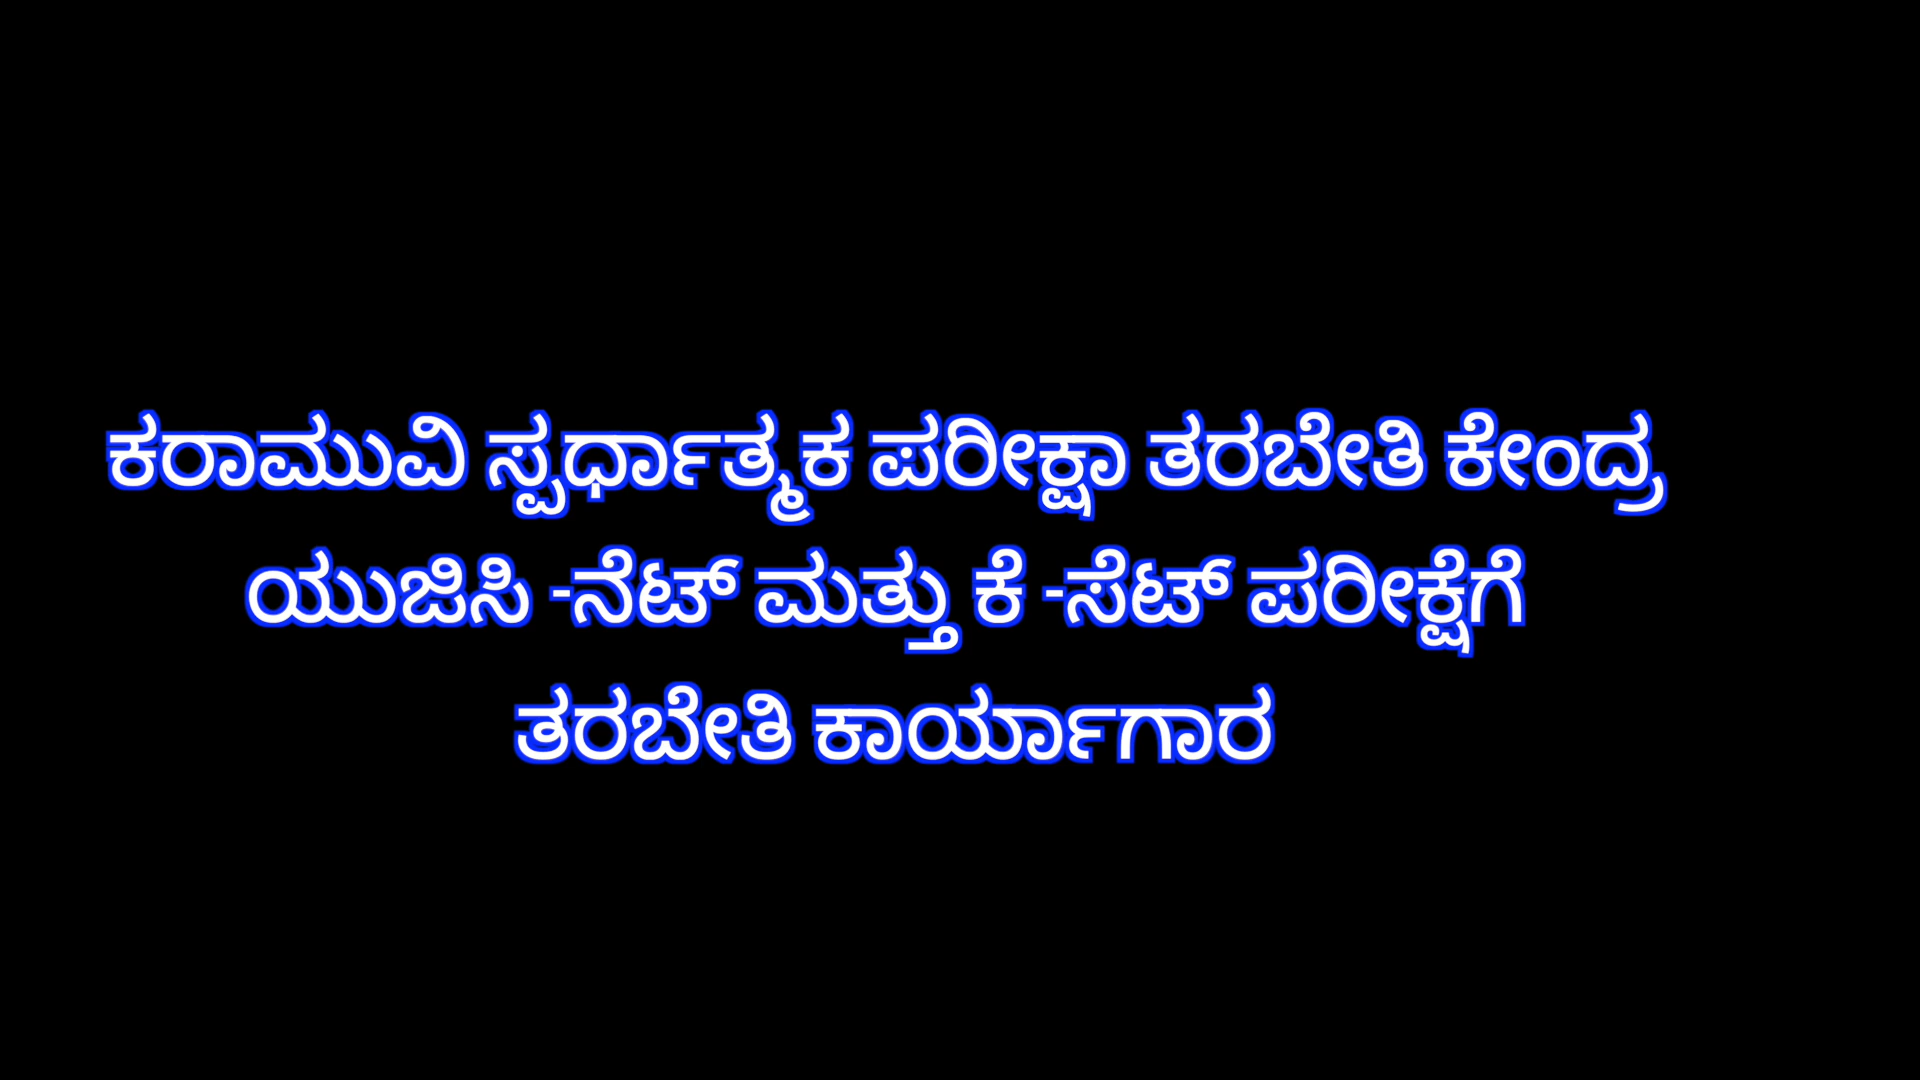 ಕರಾಮುವಿ ಸ್ಪರ್ಧಾತ್ಮಕ ಪರೀಕ್ಷಾ ತರಬೇತಿ ಕೇಂದ್ರ
ಯುಜಿಸಿ -ನೆಟ್ ಮತ್ತು ಕೆ -ಸೆಟ್ ಪರೀಕ್ಷೆಗೆ
ತರಬೇತಿ ಕಾರ್ಯಾಗಾರ